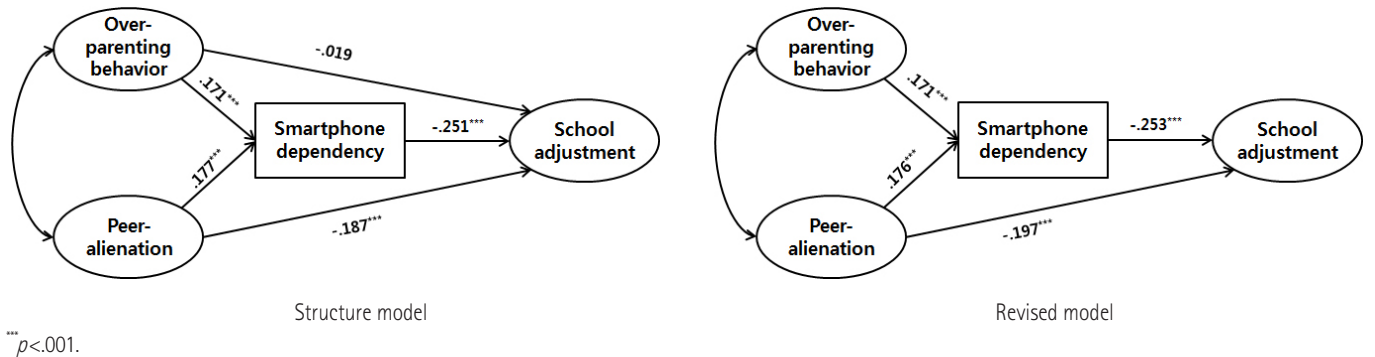 Over-
parenting
behavior
-.019
.171***
Smartphone
dependency
-.251***
School
adjustment
.177***
Peer-
alienation
-.187***
Structure model
Over-
parenting
behavior
.171***
Smartphone
dependency
-.253***
School
adjustment
.176***
Peer-
alienation
-.197***
Revised model
***p<.001.